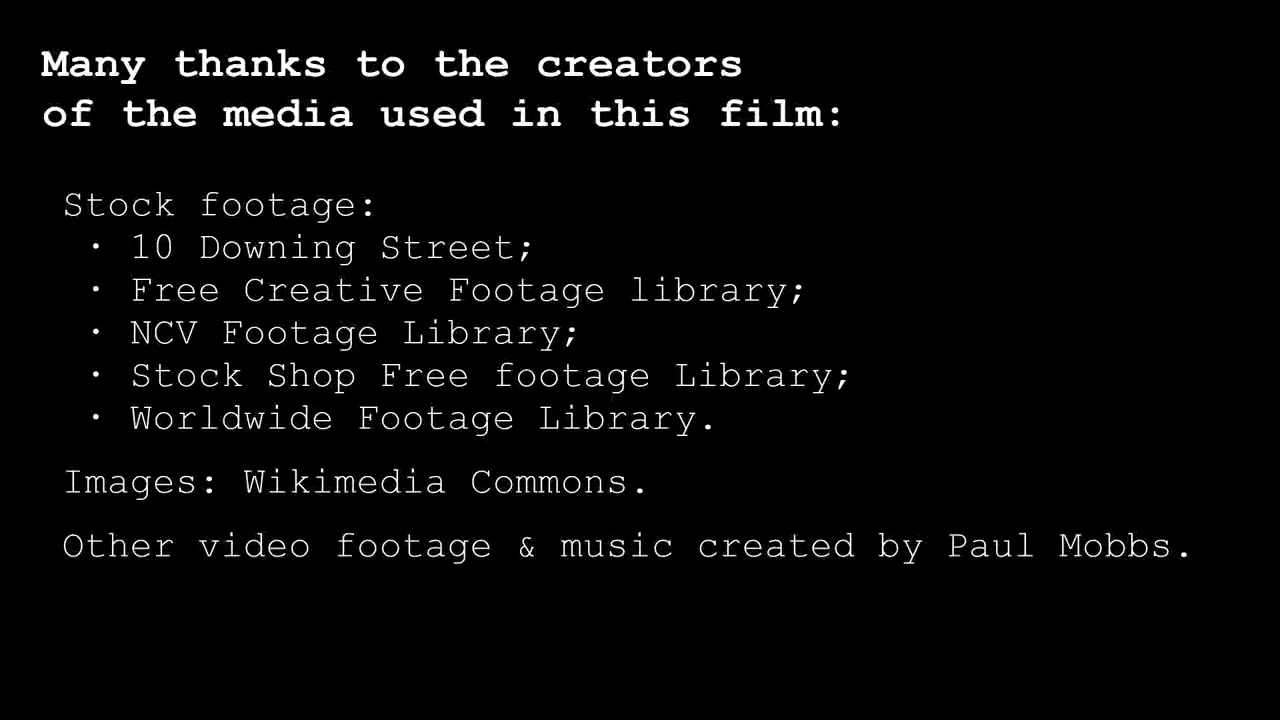 Many thanks to the creators
of the media used in this film:
Stock footage:
· 10 Downing Street;
· Free Creative Footage library;
· NCV Footage Library;
· Stock Shop Free footage Library;
· Worldwide Footage Library.
Images: Wikimedia Commons.
Other video footage & music created by Paul Mobbs.